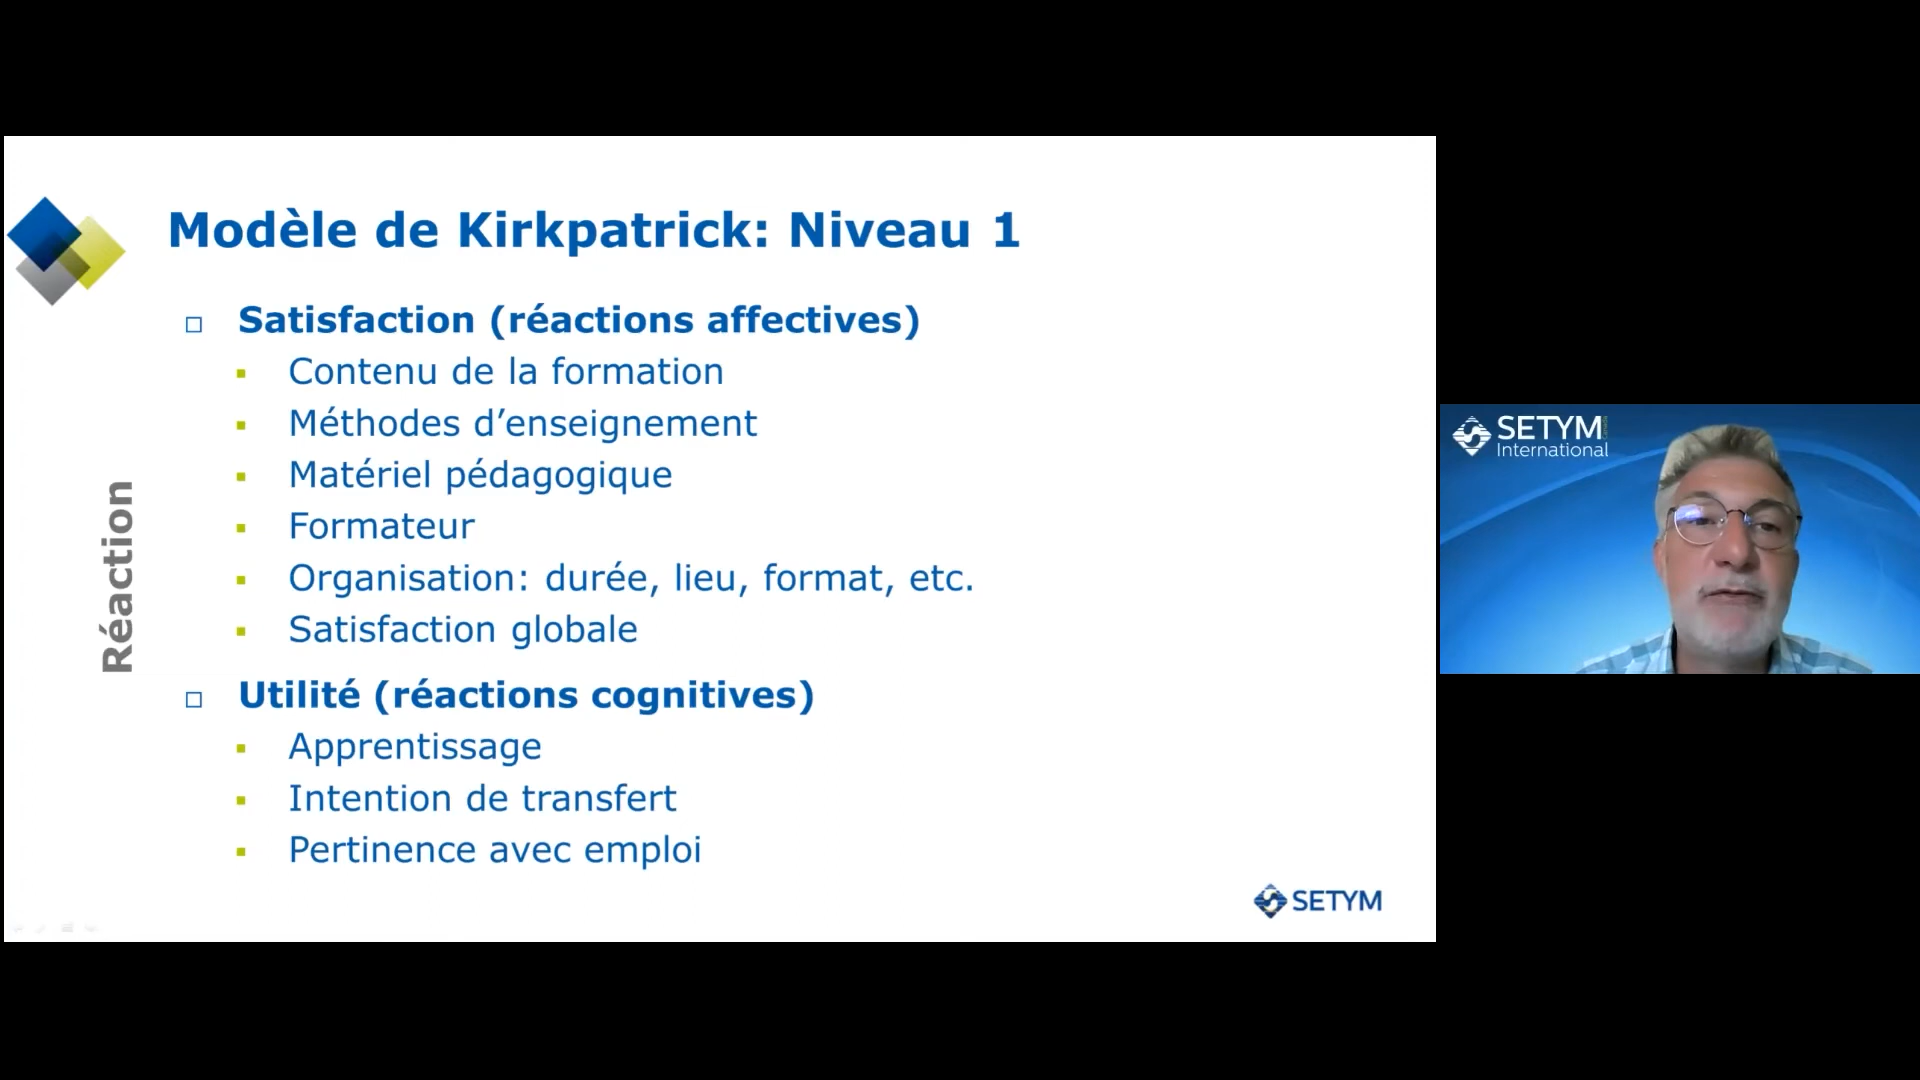 Modèle de Kirkpatrick: Niveau 1
Réaction
Satisfaction (réactions affectives)
Contenu de la formation
Méthodes d’enseignement
Matériel pédagogique
Formateur
Organisation: durée, lieu, format, etc.
Satisfaction globale
Utilité (réactions cognitives)
Apprentissage
Intention de transfert
Pertinence avec emploi
SETYM
SETYM
International